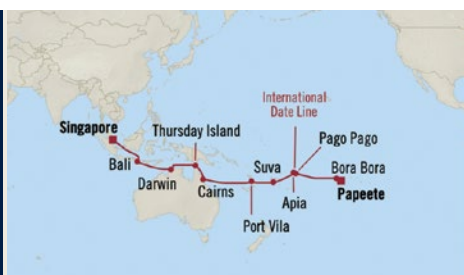 International
Date Line
Singapore
Thursday Island
Pago Pago
Bali
Suva
Bora Bora
Darwin
Cairns
Apia
Papeete
Port Vila